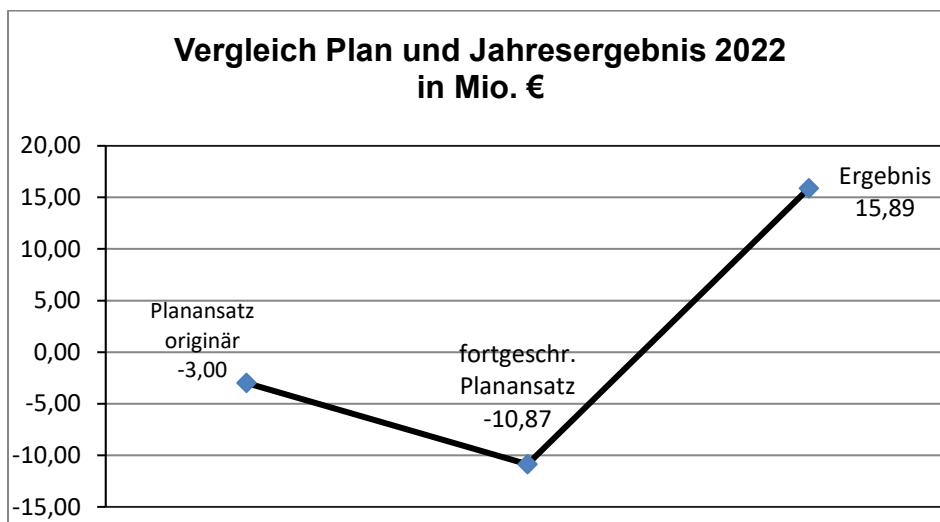 Vergleich Plan und Jahresergebnis 2022
in Mio. €
20,00
15,00
10,00
5,00
0,00
-5,00
-10,00
-15,00
Planansatz
originär
-3,00
fortgeschr.
Planansatz
-10,87
Ergebnis
15,89